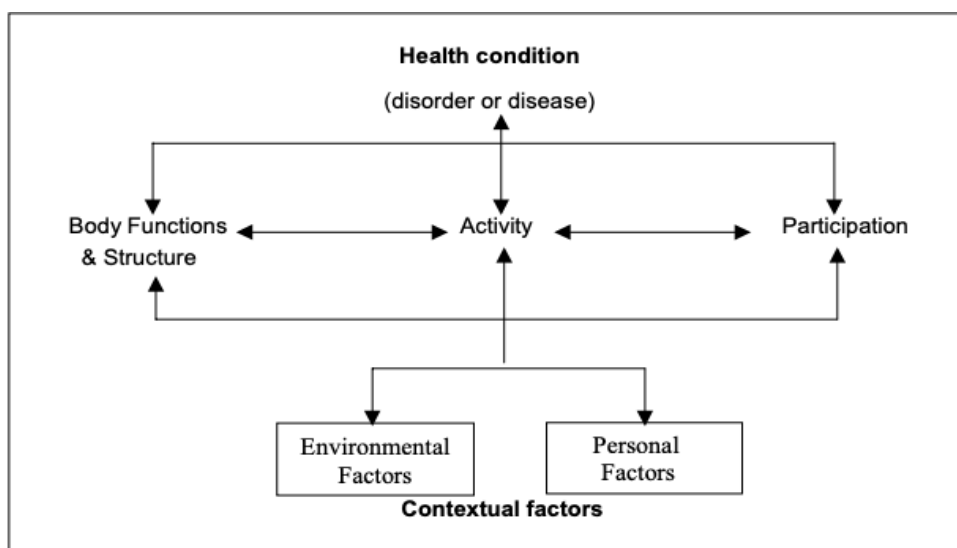 Health condition
(disorder or disease)
Body Functions
& Structure
Activity
Participation
Environmental
Factors
Personal
Factors
Contextual factors